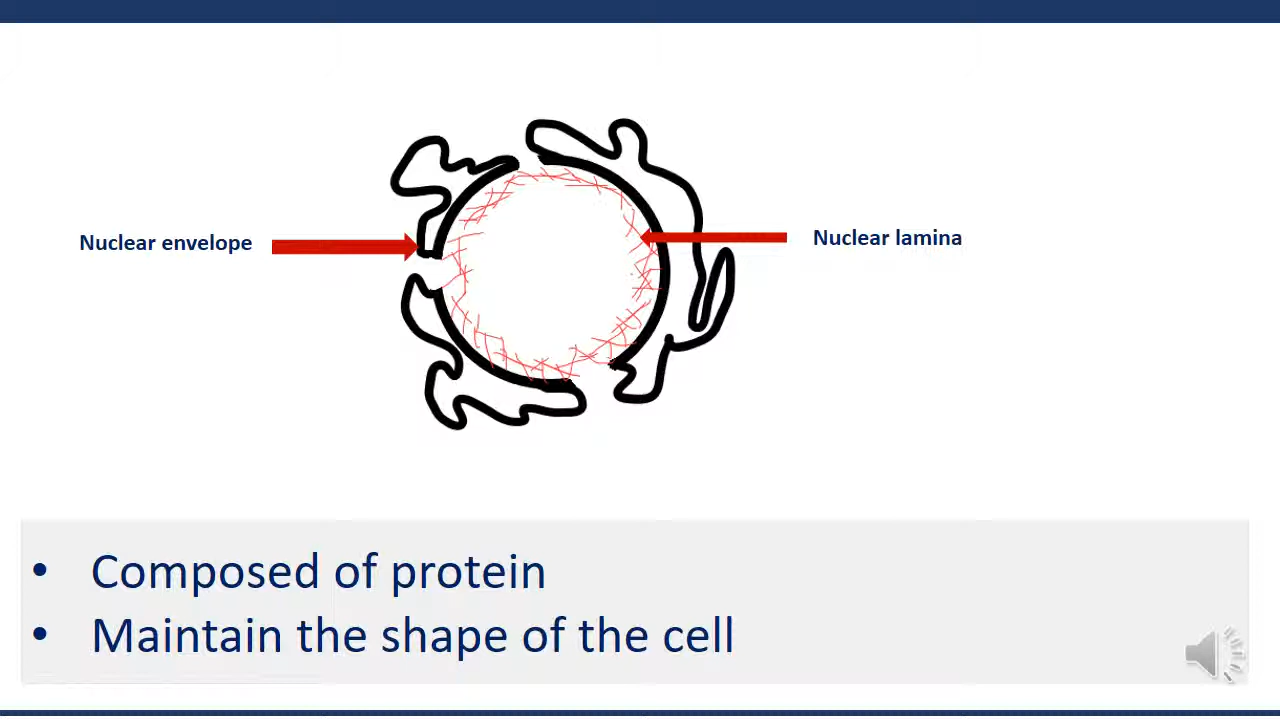 Nuclear envelope
Nuclear lamina
• Composed of protein
• Maintain the shape of the cell